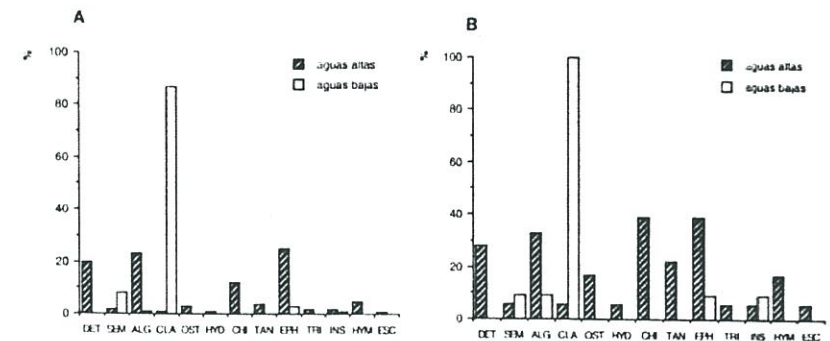 A
%
100
80
60
40
20
0
aguas altas
aguas bajas
DET SEM ALG CLA OST HYD CHI TAN EPH TRI INS HYM ESC
B
%
100
80
60
40
20
0
aguas altas
aguas bajas
DET SEM ALG CLA OST HYD CHI TAN EPH TRI INS HYM ESC